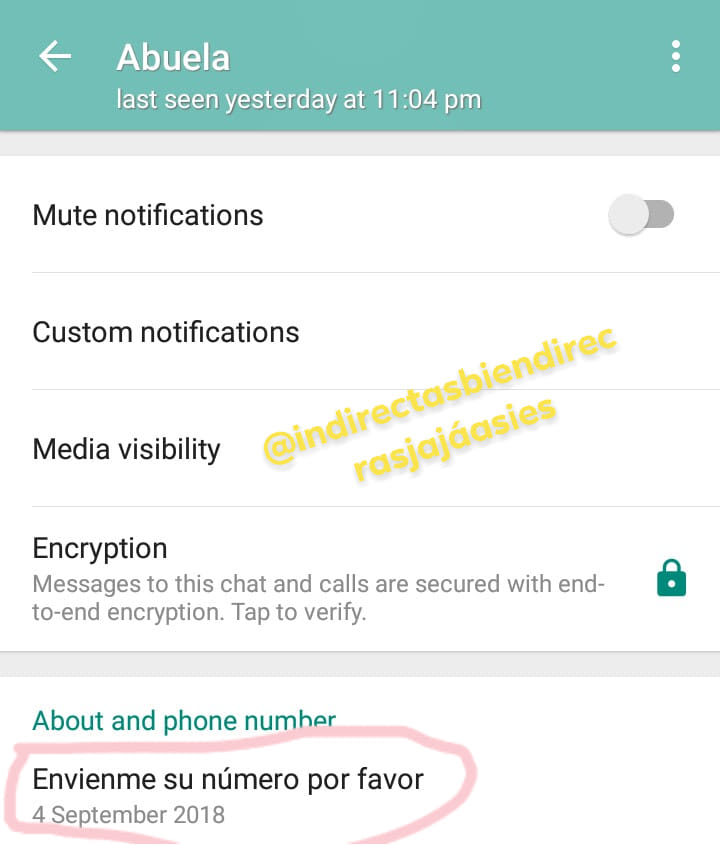 Abuela
last seen yesterday at 11:04 pm
Mute notifications
Custom notifications
@indirectasbiendirec
rasjajáasies
Media visibility
Encryption
Messages to this chat and calls are secured with end-
to-end encryption. Tap to verify.
About and phone number
Envienme su número por favor
4 September 2018